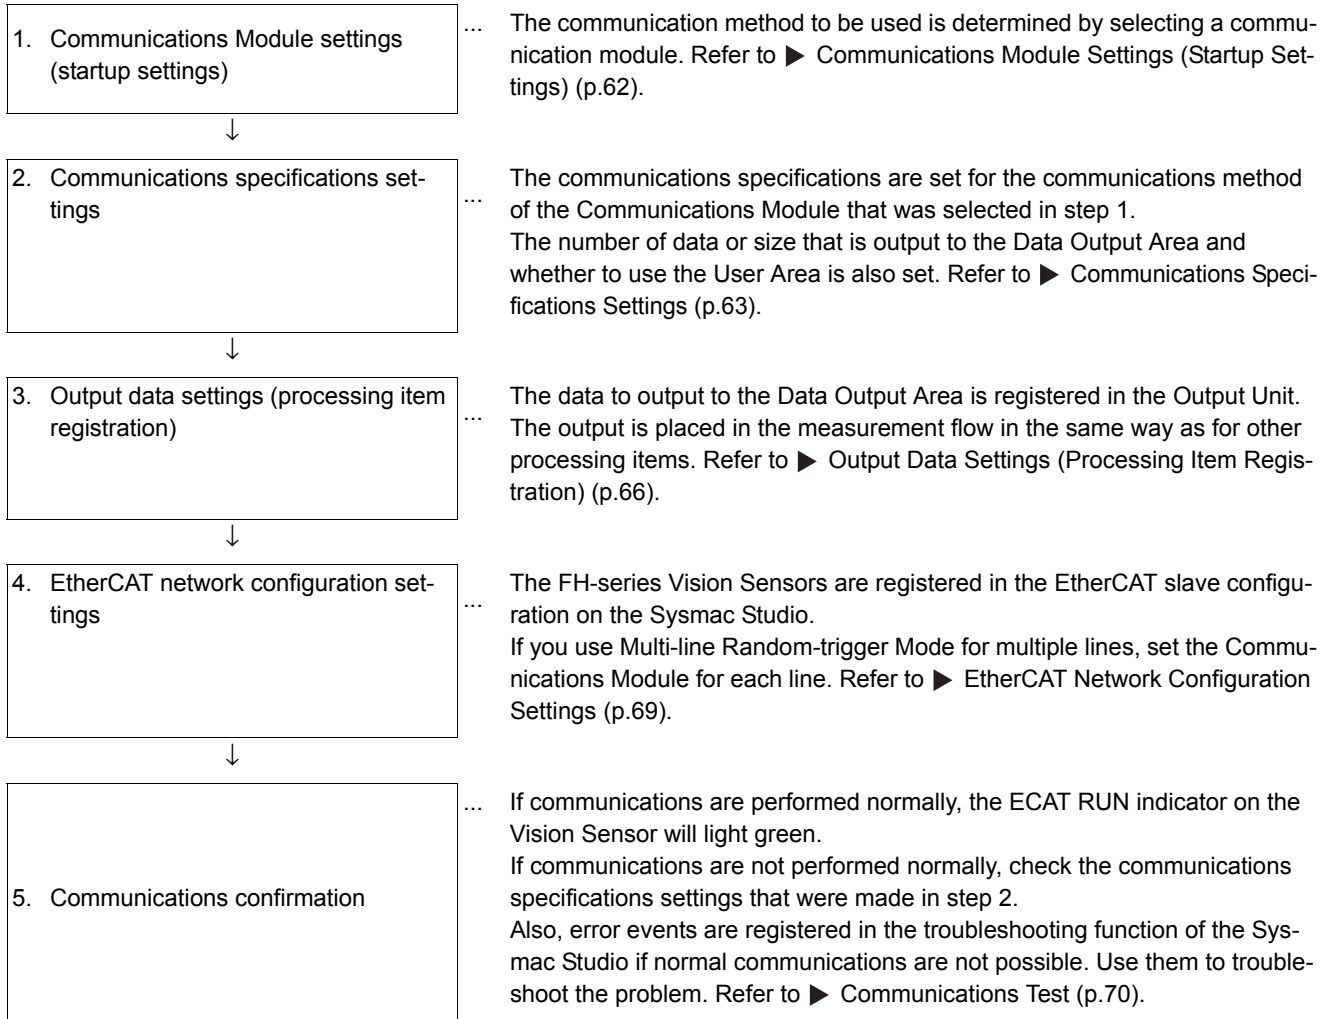 1. Communications Module settings
(startup settings)
... The communication method to be used is determined by selecting a commu-
nication module. Refer to ▶ Communications Module Settings (Startup Set-
tings) (p.62).
↓
2. Communications specifications set-
tings
... The communications specifications are set for the communications method
of the Communications Module that was selected in step 1.
The number of data or size that is output to the Data Output Area and
whether to use the User Area is also set. Refer to ▶ Communications Speci-
fications Settings (p.63).
↓
3. Output data settings (processing item
registration)
... The data to output to the Data Output Area is registered in the Output Unit.
The output is placed in the measurement flow in the same way as for other
processing items. Refer to ▶ Output Data Settings (Processing Item Regis-
tration) (p.66).
↓
4. EtherCAT network configuration set-
tings
... The FH-series Vision Sensors are registered in the EtherCAT slave configu-
ration on the Sysmac Studio.
If you use Multi-line Random-trigger Mode for multiple lines, set the Commu-
nications Module for each line. Refer to ▶ EtherCAT Network Configuration
Settings (p.69).
↓
5. Communications confirmation
... If communications are performed normally, the ECAT RUN indicator on the
Vision Sensor will light green.
If communications are not performed normally, check the communications
specifications settings that were made in step 2.
Also, error events are registered in the troubleshooting function of the Sys-
mac Studio if normal communications are not possible. Use them to trouble-
shoot the problem. Refer to ▶ Communications Test (p.70).